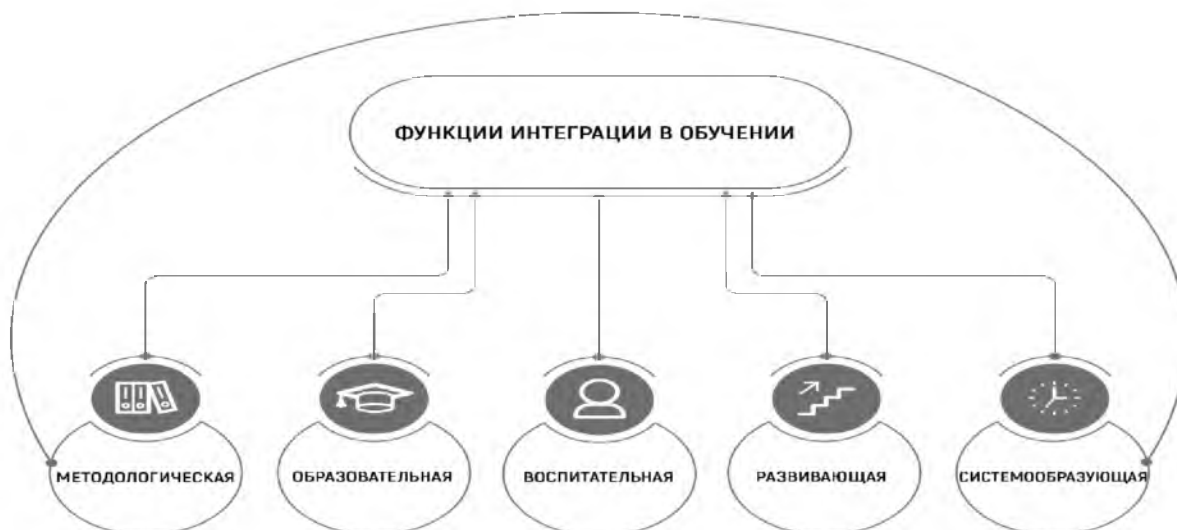 ФУНКЦИИ ИНТЕГРАЦИИ В ОБУЧЕНИИ
МЕТОДОЛОГИЧЕСКАЯ
ОБРАЗОВАТЕЛЬНАЯ
ВОСПИТАТЕЛЬНАЯ
РАЗВИВАЮЩАЯ
СИСТЕМООБРАЗУЮЩАЯ